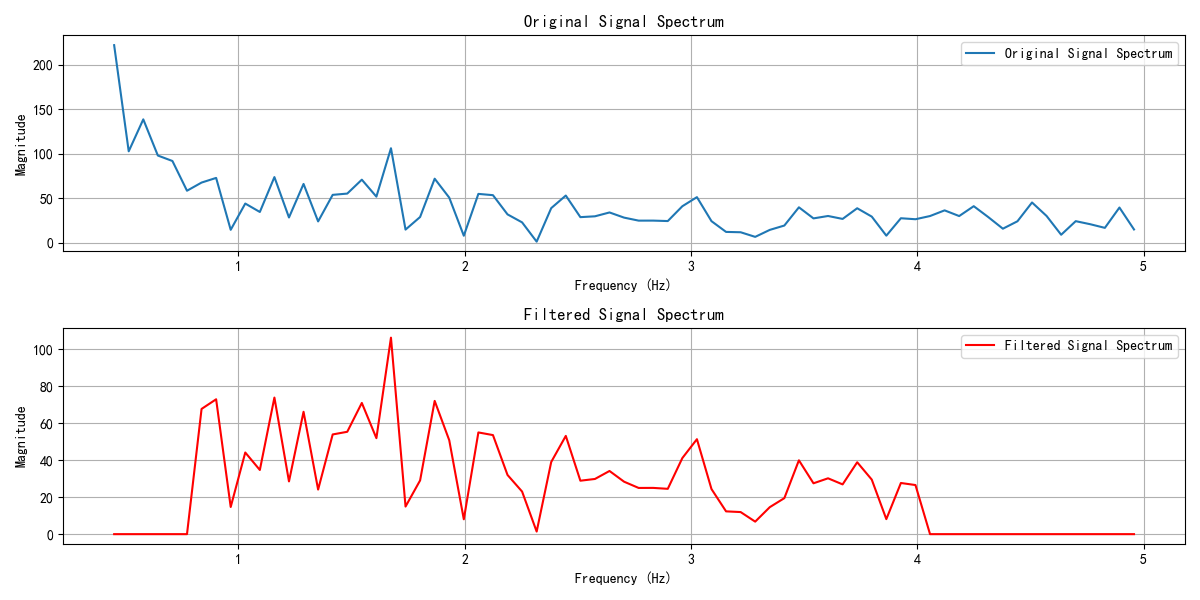 Original Signal Spectrum
Original Signal Spectrum
200
150
100
50
0
Magnitude
1 2 3 4 5
Frequency (Hz)
Filtered Signal Spectrum
Filtered Signal Spectrum
100
80
60
40
20
0
Magnitude
1 2 3 4 5
Frequency (Hz)